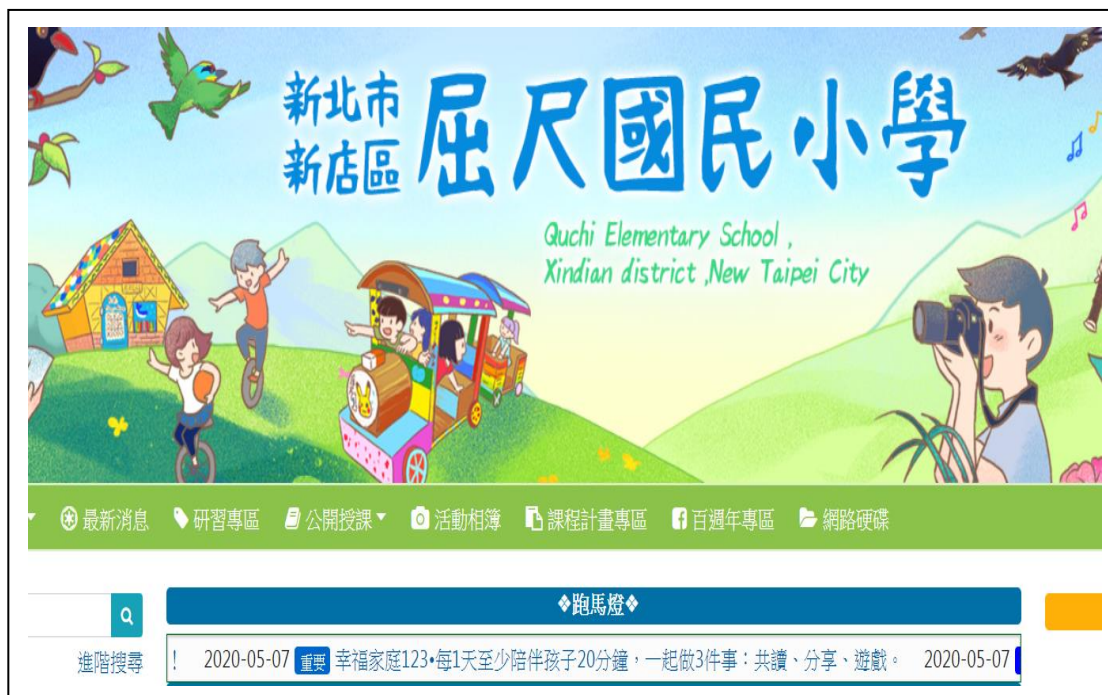 新北市
新店區
屈尺國民小學
Quchi Elementary School ,
Xindian district ,New Taipei City
最新消息 研習專區 公開授課 活動相簿 課程計畫專區 百週年專區 網路硬碟
❖跑馬燈❖
進階搜尋
! 2020-05-07 重要 幸福家庭123•每1天至少陪伴孩子20分鐘，一起做3件事：共讀、分享、遊戲。 2020-05-07